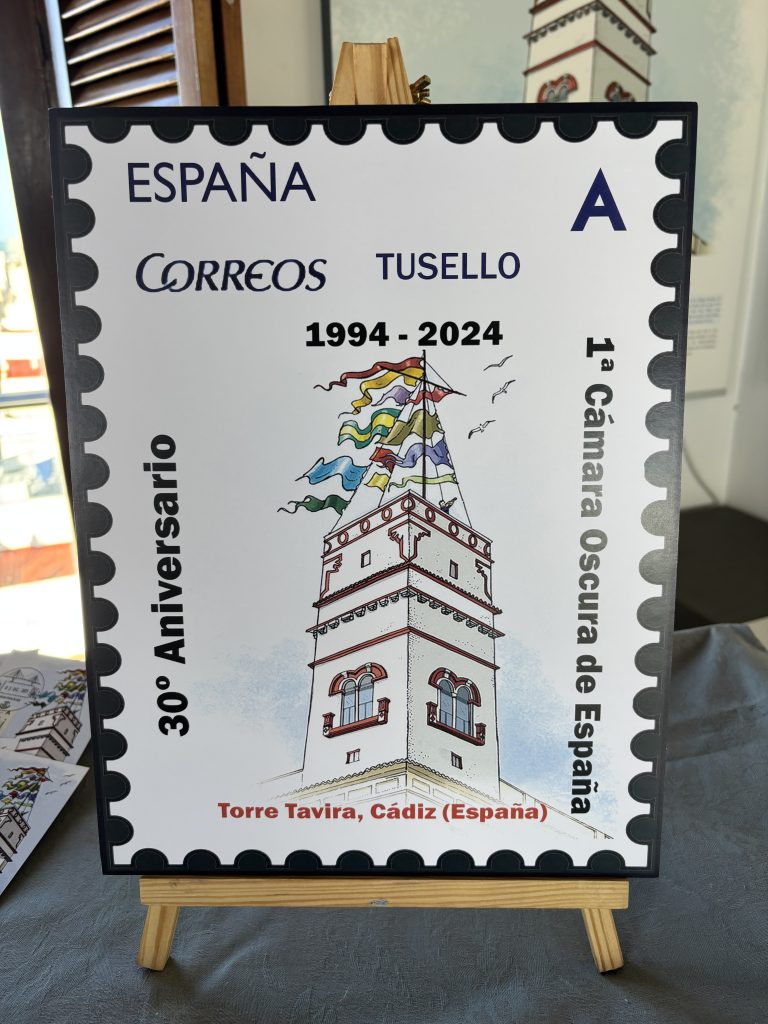 ESPAÑA
A
CORREOS
TUSELLO
1994 - 2024
30º Aniversario
1ª Cámara Oscura de España
Torre Tavira, Cádiz (España)